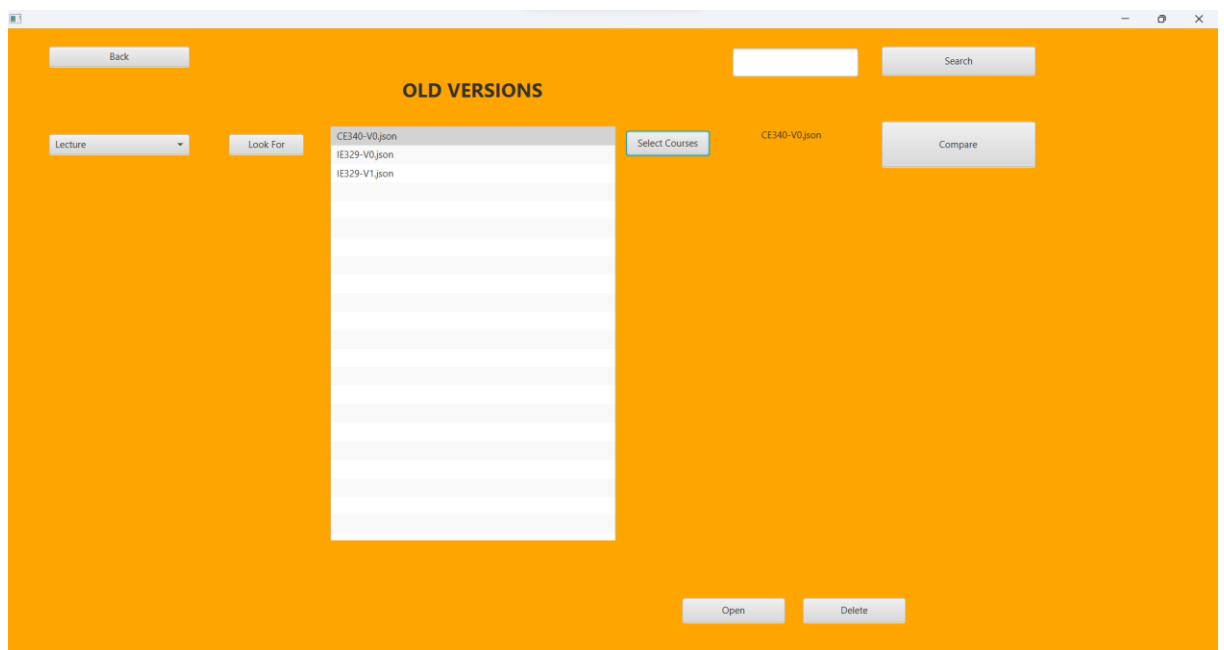 Back
Search
OLD VERSIONS
Lecture
Look For
CE340-V0.json
IE329-V0.json
IE329-V1.json
Select Courses
CE340-V0.json
Compare
Open
Delete